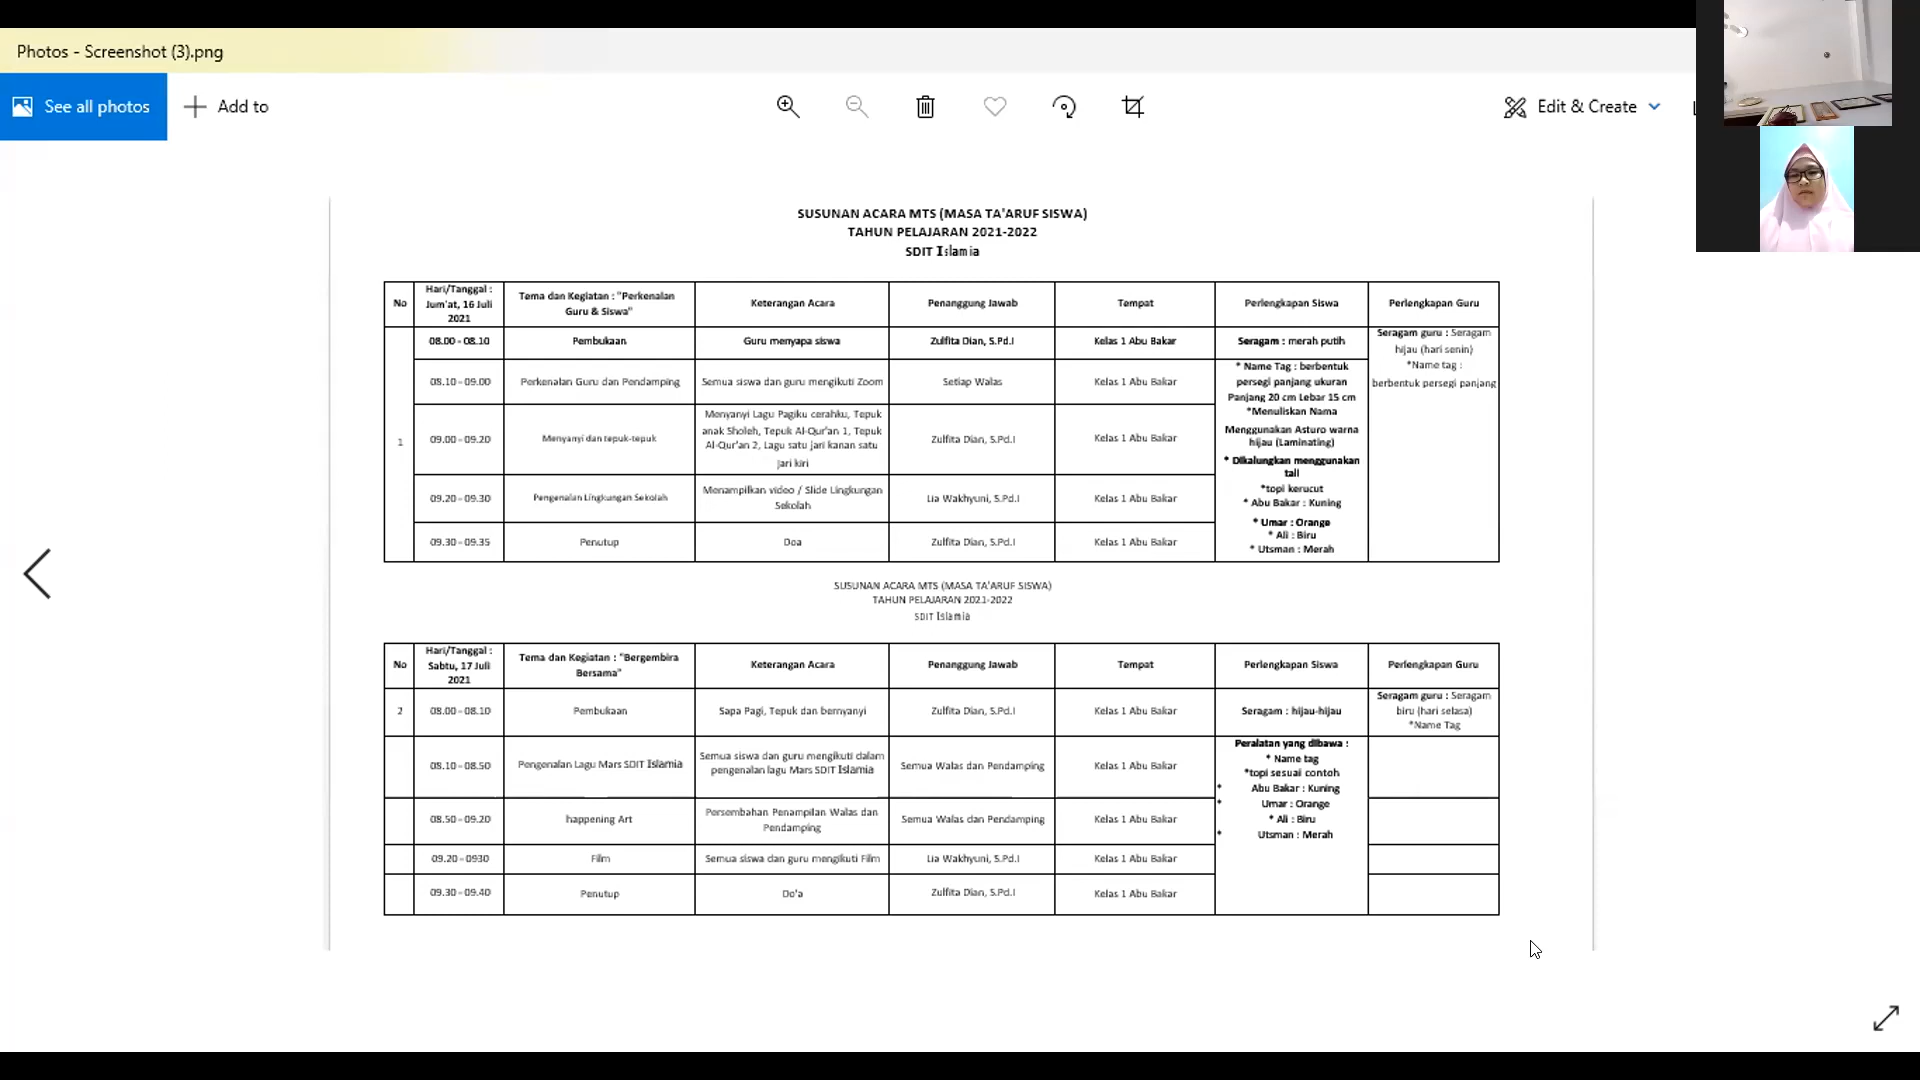 Photos - Screenshot (3).png
See all photos
Add to
Edit & Create
SUSUNAN ACARA MTS (MASA TA'ARUF SISWA)
TAHUN PELAJARAN 2021-2022
SDIT Islamia
No
Hari/Tanggal :
Jum'at, 16 Juli
2021
Tema dan Kegiatan : "Perkenalan
Guru & Siswa"
Keterangan Acara
Penanggung Jawab
Tempat
Perlengkapan Siswa
Perlengkapan Guru
1
08.00 - 08.10
Pembukaan
Guru menyapa siswa
Zulfita Dian, S.Pd.I
Kelas 1 Abu Bakar
Seragam : merah putih
Seragam guru : Seragam
hijau (hari senin)
*Name tag :
berbentuk persegi panjang
08.10 - 09.00
Perkenalan Guru dan Pendamping
Semua siswa dan guru mengikuti Zoom
Setiap Walas
Kelas 1 Abu Bakar
* Name Tag : berbentuk
persegi panjang ukuran
Panjang 20 cm Lebar 15 cm
*Menuliskan Nama
Menggunakan Asturo warna
hijau (Laminating)
* Dikalungkan menggunakan
tali
*topi kerucut
* Abu Bakar : Kuning
* Umar : Orange
* Ali : Biru
* Utsman : Merah
09.00 - 09.20
Menyanyi dan tepuk-tepuk
Menyanyi Lagu Pagiku cerahku, Tepuk
anak Sholeh, Tepuk Al-Qur'an 1, Tepuk
Al-Qur'an 2, Lagu satu jari kanan satu
jari kiri
Zulfita Dian, S.Pd.I
Kelas 1 Abu Bakar
09.20 - 09.30
Pengenalan Lingkungan Sekolah
Menampilkan video / Slide Lingkungan
Sekolah
Lia Wakhyuni, S.Pd.I
Kelas 1 Abu Bakar
09.30 - 09.35
Penutup
Doa
Zulfita Dian, S.Pd.I
Kelas 1 Abu Bakar
SUSUNAN ACARA MTS (MASA TA'ARUF SISWA)
TAHUN PELAJARAN 2021-2022
SDIT Islamia
No
Hari/Tanggal :
Sabtu, 17 Juli
2021
Tema dan Kegiatan : "Bergembira
Bersama"
Keterangan Acara
Penanggung Jawab
Tempat
Perlengkapan Siswa
Perlengkapan Guru
2
08.00 - 08.10
Pembukaan
Sapa Pagi, Tepuk dan bernyanyi
Zulfita Dian, S.Pd.I
Kelas 1 Abu Bakar
Seragam : hijau-hijau
Seragam guru : Seragam
biru (hari selasa)
*Name Tag
08.10 - 08.50
Pengenalan Lagu Mars SDIT Islamia
Semua siswa dan guru mengikuti dalam
pengenalan lagu Mars SDIT Islamia
Semua Walas dan Pendamping
Kelas 1 Abu Bakar
Peralatan yang dibawa :
* Name tag
*topi sesuai contoh
* Abu Bakar : Kuning
* Umar : Orange
* Ali : Biru
* Utsman : Merah
08.50 - 09.20
happening Art
Persembahan Penampilan Walas dan
Pendamping
Semua Walas dan Pendamping
Kelas 1 Abu Bakar
09.20 - 0930
Film
Semua siswa dan guru mengikuti Film
Lia Wakhyuni, S.Pd.I
Kelas 1 Abu Bakar
09.30 - 09.40
Penutup
Do'a
Zulfita Dian, S.Pd.I
Kelas 1 Abu Bakar